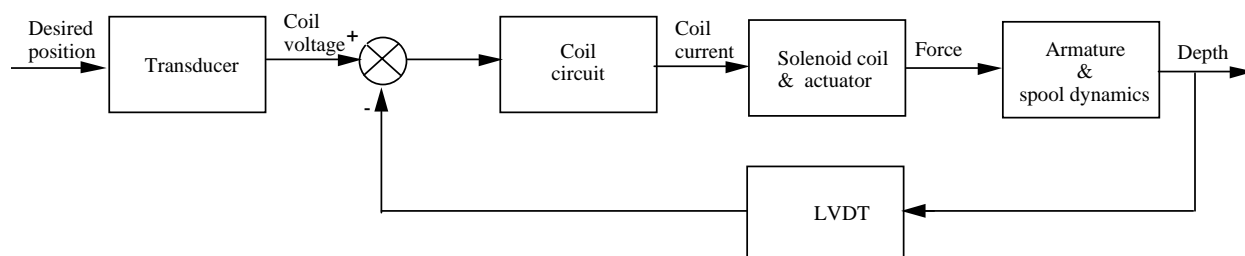 Desired
position
Transducer
Coil
voltage
+
-
Coil
circuit
Coil
current
Solenoid coil
& actuator
Force
Armature
&
spool dynamics
Depth
LVDT